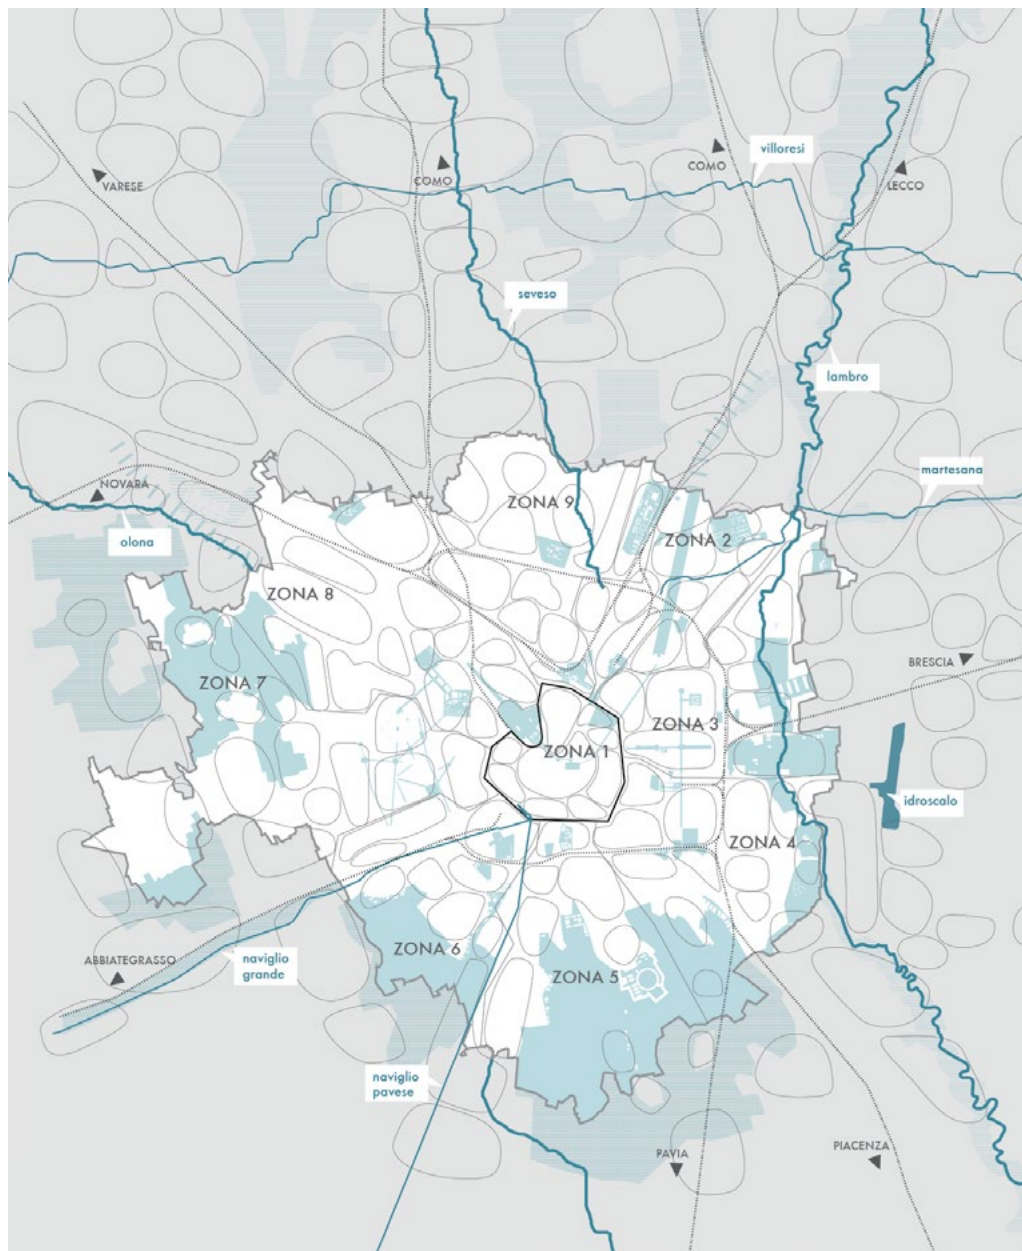 villoresi
COMO
COMO
VARESE
LECCO
seveso
lambro
martesana
NOVARA
ZONA 9
olona
ZONA 2
ZONA 8
BRESCIA
ZONA 7
ZONA 3
ZONA 1
idroscalo
ZONA 4
ZONA 6
ABBIATEGRASSO
naviglio
grande
ZONA 5
naviglio
pavese
PIACENZA
PAVIA